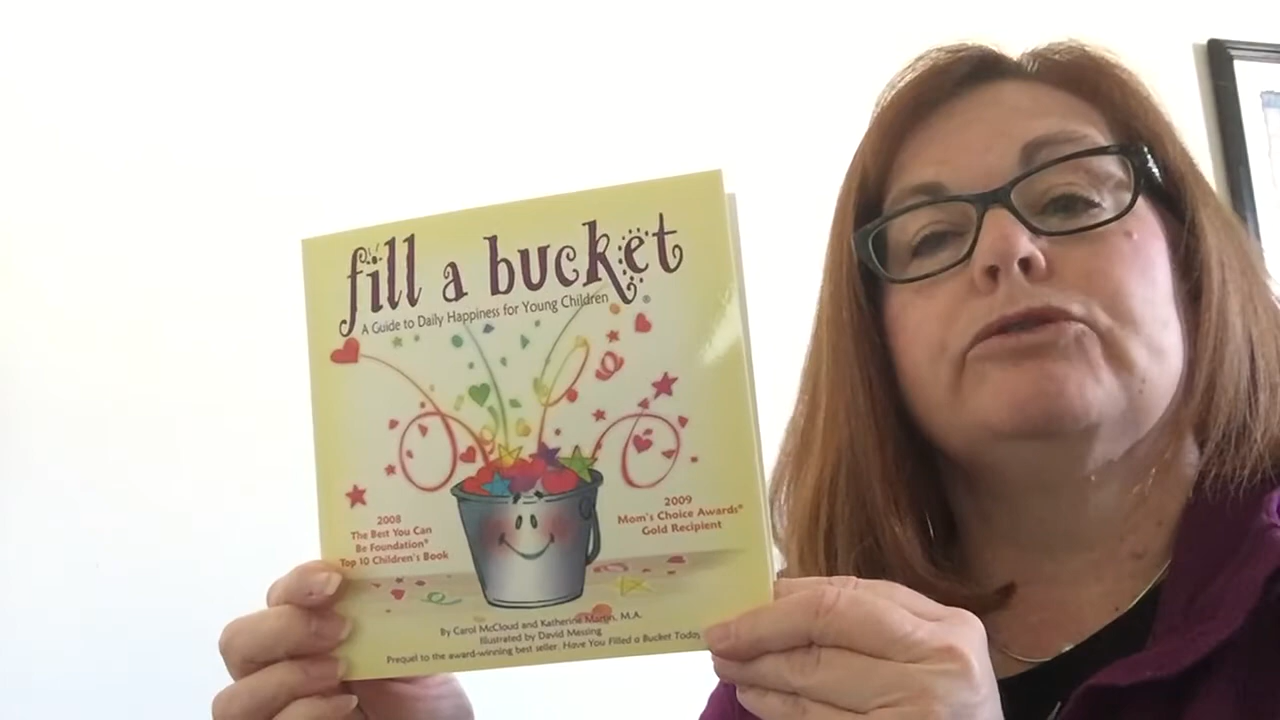 fill a bucket
A Guide to Daily Happiness for Young Children
2008
The Best You Can
Be Foundation®
Top 10 Children's Book
2009
Mom's Choice Awards®
Gold Recipient
By Carol McCloud and Katherine Martin, M.A.
Illustrated by David Messing
Prequel to the award-winning best seller, Have You Filled a Bucket Today